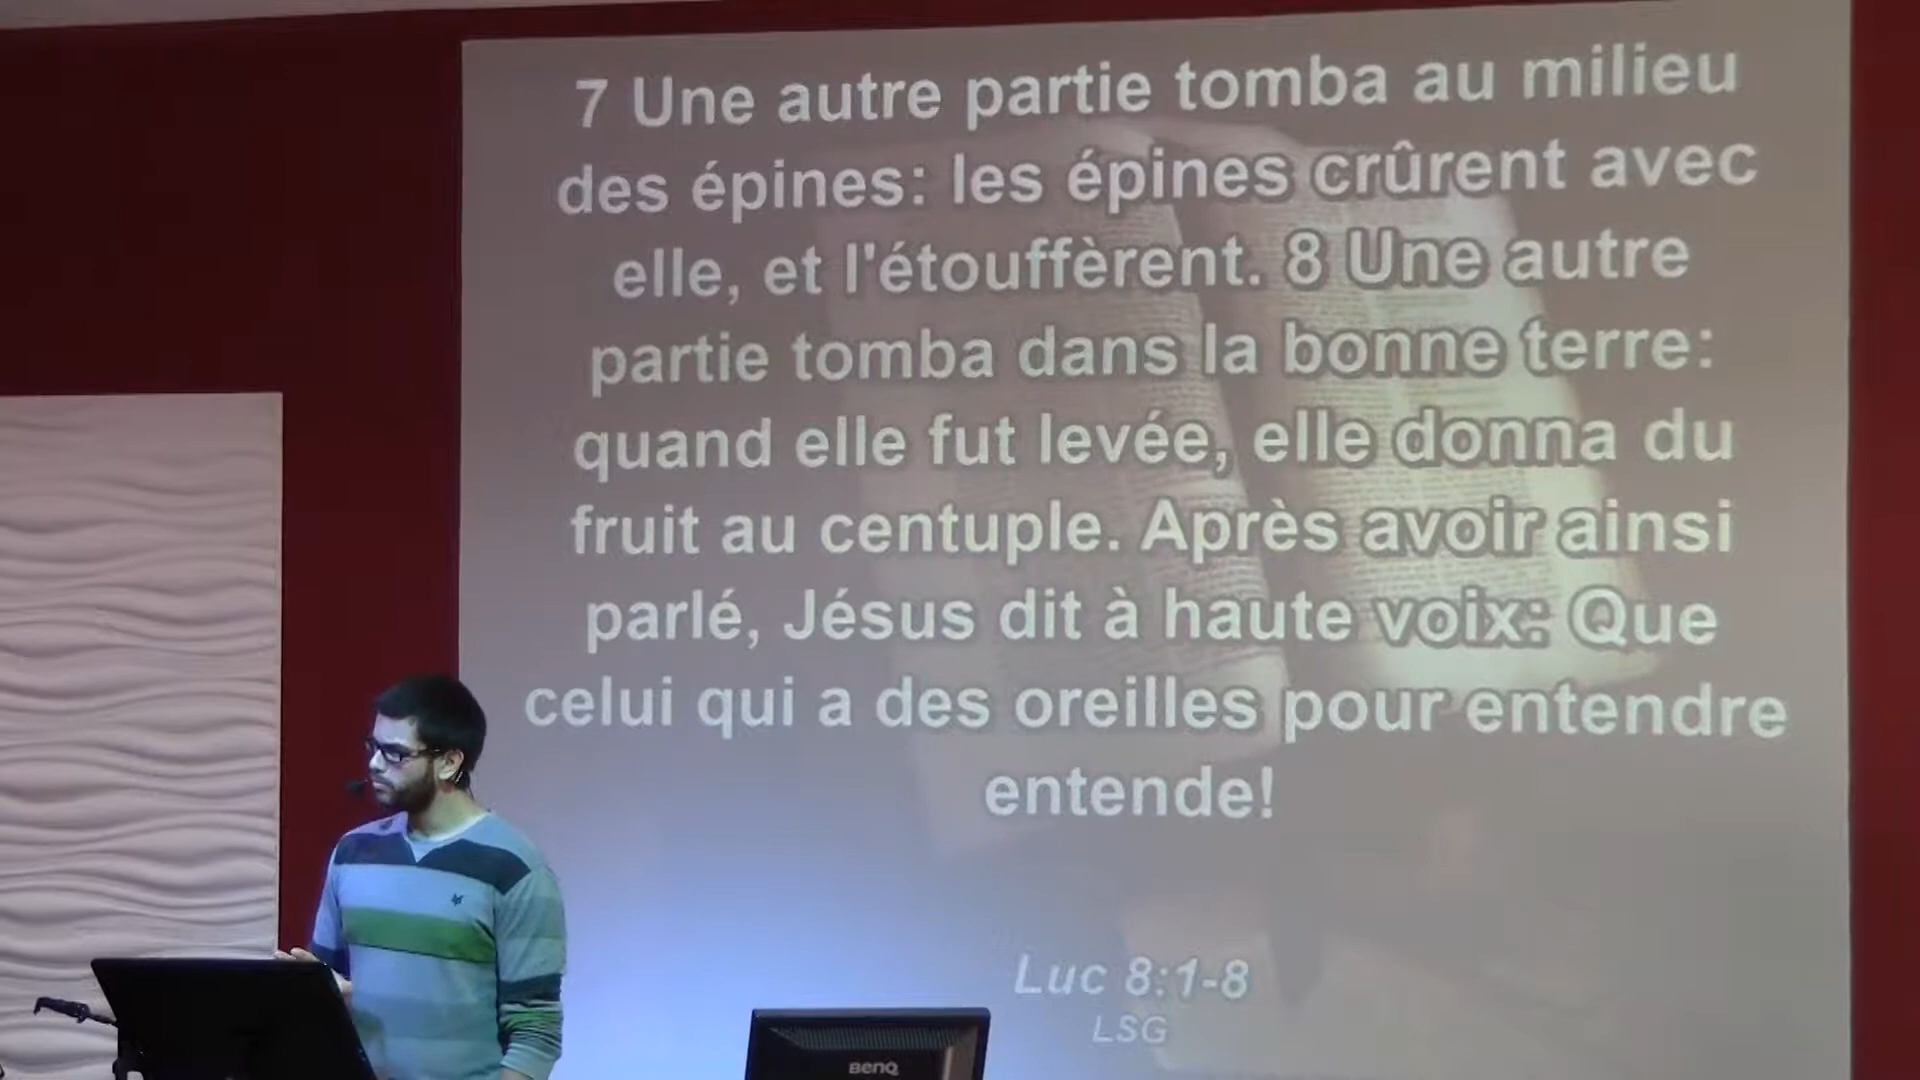 7 Une autre partie tomba au milieu
des épines: les épines crûrent avec
elle, et l'étouffèrent. 8 Une autre
partie tomba dans la bonne terre:
quand elle fut levée, elle donna du
fruit au centuple. Après avoir ainsi
parlé, Jésus dit à haute voix: Que
celui qui a des oreilles pour entendre
entende!
Luc 8:1-8
LSG
BenQ